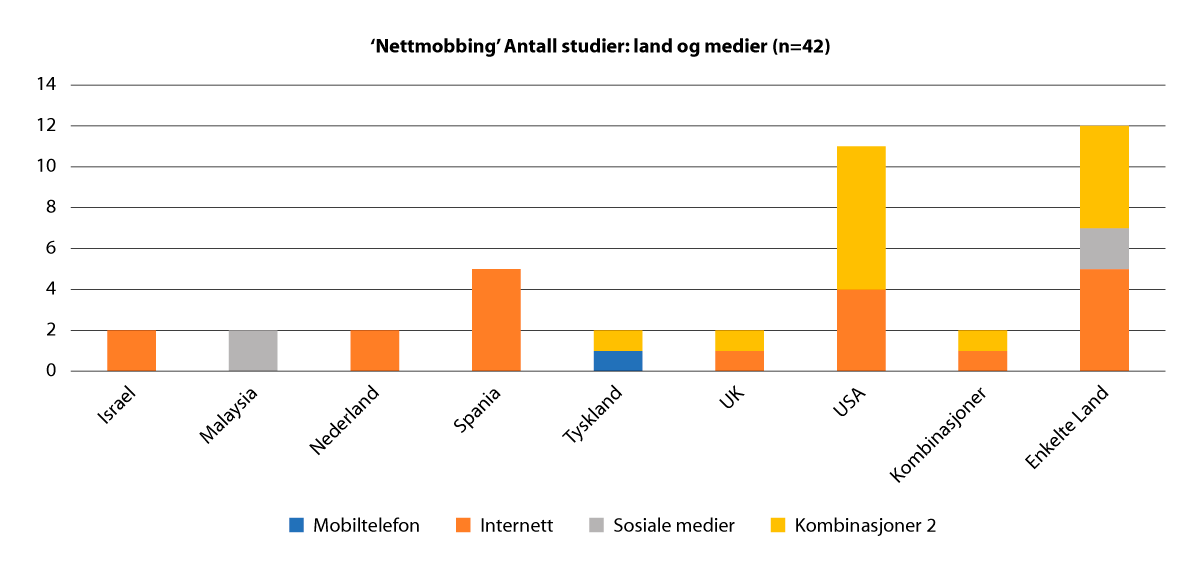 ‘Nettmobbing’ Antall studier: land og medier (n=42)
14
12
10
8
6
4
2
0
Israel
Malaysia
Nederland
Spania
Tyskland
UK
USA
Kombinasjoner
Enkelte Land
Mobiltelefon
Internett
Sosiale medier
Kombinasjoner 2